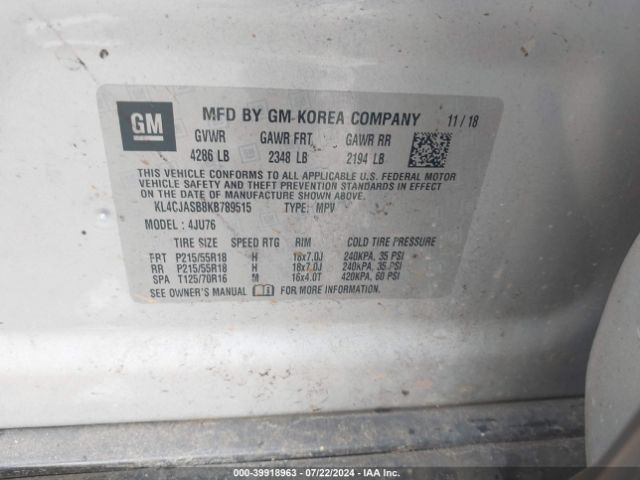 GM
MFD BY GM KOREA COMPANY 11/18
GVWR GAWR FRT GAWR RR
4286 LB 2348 LB 2194 LB
THIS VEHICLE CONFORMS TO ALL APPLICABLE U.S. FEDERAL MOTOR
VEHICLE SAFETY AND THEFT PREVENTION STANDARDS IN EFFECT ON
THE DATE OF MANUFACTURE SHOWN ABOVE.
KL4CJASB8KB789515 TYPE: MPV
MODEL: 4JU76
TIRE SIZE SPEED RTG RIM COLD TIRE PRESSURE
FRT P215/55R18 H 18x7.0J 240KPA, 35 PSI
RR P215/55R18 H 18x7.0J 240KPA, 35 PSI
SPA T125/70R16 M 16x4.0T 420KPA, 60 PSI
SEE OWNER'S MANUAL FOR MORE INFORMATION.
000-39918963 - 07/22/2024 - IAA Inc.